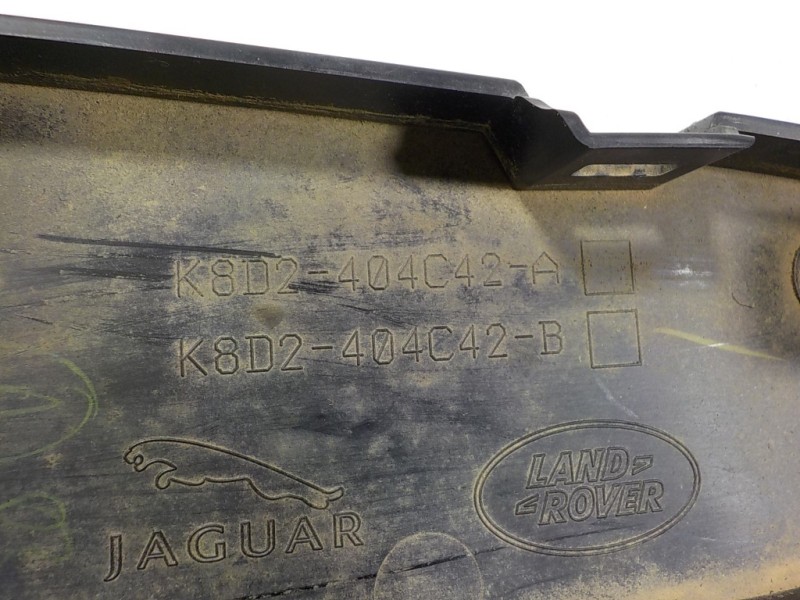 K8D2-404C42-A
K8D2-404C42-B
JAGUAR
LAND
ROVER